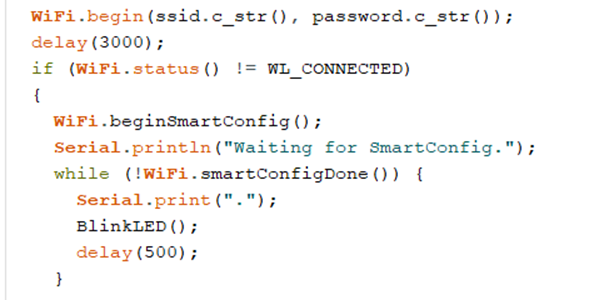 WiFi.begin(ssid.c_str(), password.c_str());
delay(3000);
if (WiFi.status() != WL_CONNECTED)
{
  WiFi.beginSmartConfig();
  Serial.println("Waiting for SmartConfig.");
  while (!WiFi.smartConfigDone()) {
    Serial.print(".");
    BlinkLED();
    delay(500);
  }